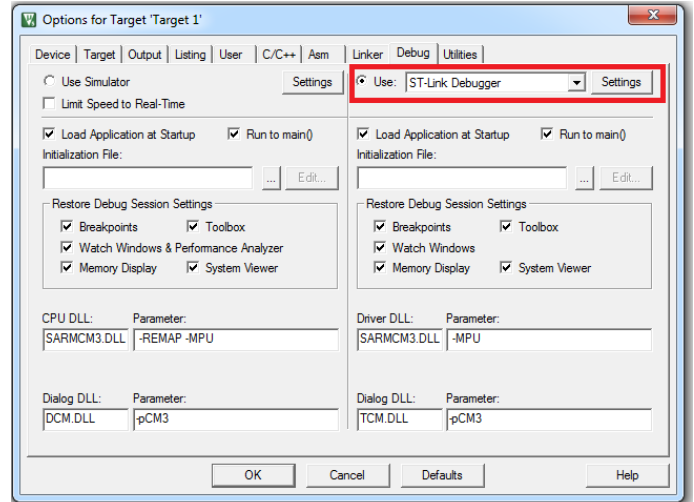 Options for Target 'Target 1'
Device Target Output Listing User C/C++ Asm Linker Debug Utilities
Use Simulator Settings Use: ST-Link Debugger Settings
Limit Speed to Real-Time
Load Application at Startup Run to main() Load Application at Startup Run to main()
Initialization File: Initialization File:
... Edit... ... Edit...
Restore Debug Session Settings Restore Debug Session Settings
Breakpoints Toolbox Breakpoints Toolbox
Watch Windows & Performance Analyzer Watch Windows
Memory Display System Viewer Memory Display System Viewer
CPU DLL: Parameter: Driver DLL: Parameter:
SARMCM3.DLL -REMAP -MPU SARMCM3.DLL -MPU
Dialog DLL: Parameter: Dialog DLL: Parameter:
DCM.DLL -pCM3 TCM.DLL -pCM3
OK Cancel Defaults Help